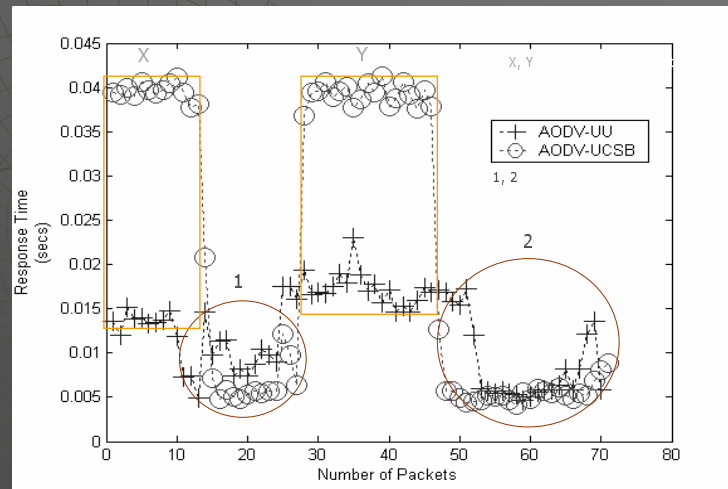 X
Y
X, Y
0.045
0.04
0.035
0.03
0.025
0.02
0.015
0.01
0.005
0
AODV-UU
AODV-UCSB
1, 2
1
2
Response Time
(secs)
0 10 20 30 40 50 60 70 80
Number of Packets